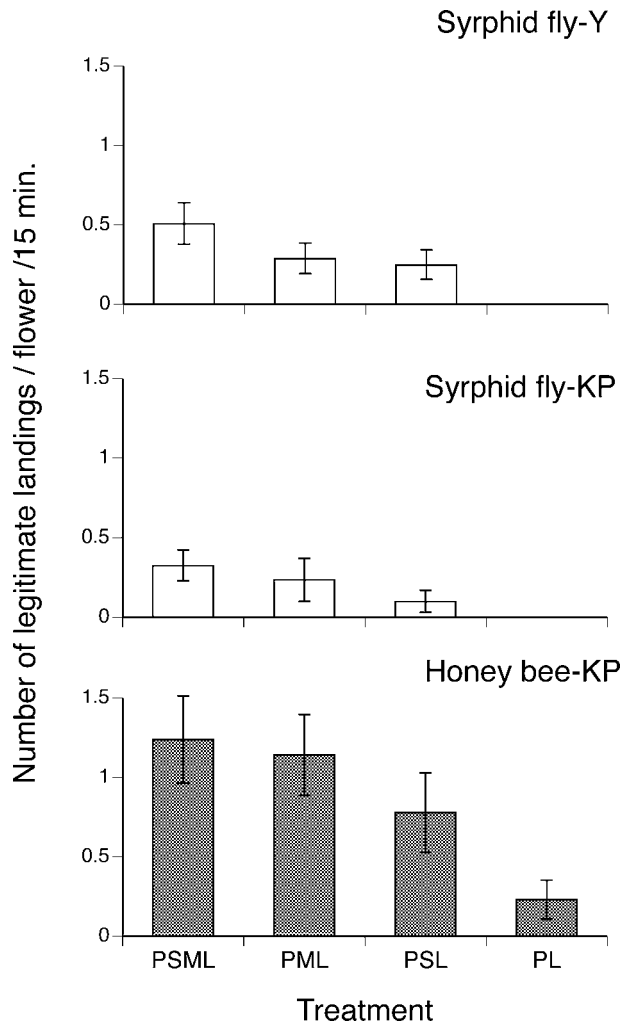 Syrphid fly-Y
1.5
1
0.5
0
Syrphid fly-KP
1.5
1
0.5
0
Honey bee-KP
1.5
1
0.5
0
PSML PML PSL PL
Treatment
Number of legitimate landings / flower /15 min.